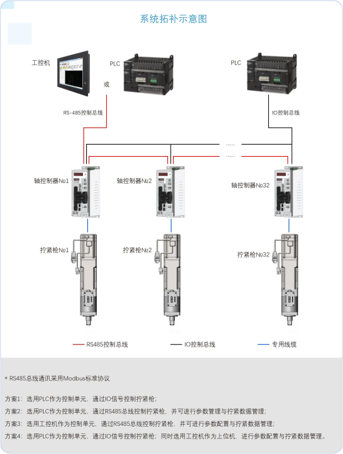 系统拓补示意图
工控机
PLC
PLC
或
RS-485控制总线
IO控制总线
轴控制器No1
轴控制器No2
轴控制器No32
拧紧枪No1
拧紧枪No2
拧紧枪No32
RS485控制总线
IO控制总线
专用线缆
* RS485总线通讯采用Modbus标准协议
方案1：选用PLC作为控制单元，通过IO信号控制拧紧枪;
方案2：选用PLC作为控制单元，通过RS485总线控制拧紧枪，并可进行参数管理与拧紧数据管理;
方案3：选用工控机作为控制单元，通过RS485总线控制拧紧枪，并可进行参数配置与拧紧数据管理;
方案4：选用PLC作为控制单元，通过IO信号控制拧紧枪；同时选用工控机作为上位机，进行参数配置与拧紧数据管理。